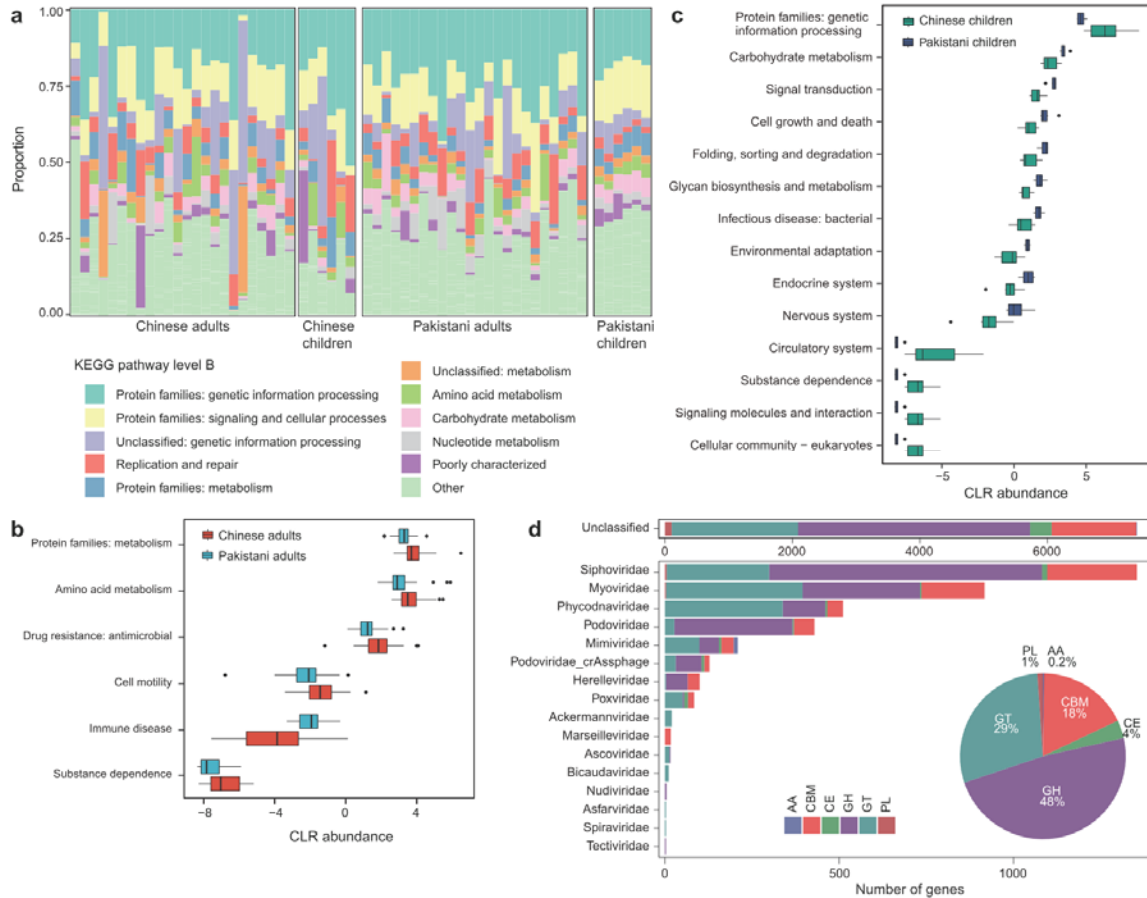 a
1.00
0.75
0.50
0.25
0.00
Proportion
Chinese adults
Chinese
children
Pakistani adults
Pakistani
children
KEGG pathway level B
Protein families: genetic information processing
Protein families: signaling and cellular processes
Unclassified: genetic information processing
Replication and repair
Protein families: metabolism
Unclassified: metabolism
Amino acid metabolism
Carbohydrate metabolism
Nucleotide metabolism
Poorly characterized
Other
b
Chinese adults
Pakistani adults
Protein families: metabolism
Amino acid metabolism
Drug resistance: antimicrobial
Cell motility
Immune disease
Substance dependence
−8
−4
0
4
CLR abundance
c
Chinese children
Pakistani children
Protein families: genetic
information processing
Carbohydrate metabolism
Signal transduction
Cell growth and death
Folding, sorting and degradation
Glycan biosynthesis and metabolism
Infectious disease: bacterial
Environmental adaptation
Endocrine system
Nervous system
Circulatory system
Substance dependence
Signaling molecules and interaction
Cellular community − eukaryotes
−5
0
5
CLR abundance
d
Unclassified
0
2000
4000
6000
Siphoviridae
Myoviridae
Phycodnaviridae
Podoviridae
Mimiviridae
Podoviridae_crAssphage
Herelleviridae
Poxviridae
Ackermannviridae
Marseilleviridae
Ascoviridae
Bicaudaviridae
Nudiviridae
Asfarviridae
Spiraviridae
Tectiviridae
0
500
1000
Number of genes
AA
CBM
CE
GH
GT
PL
PL
1%
AA
0.2%
CBM
18%
CE
4%
GH
48%
GT
29%